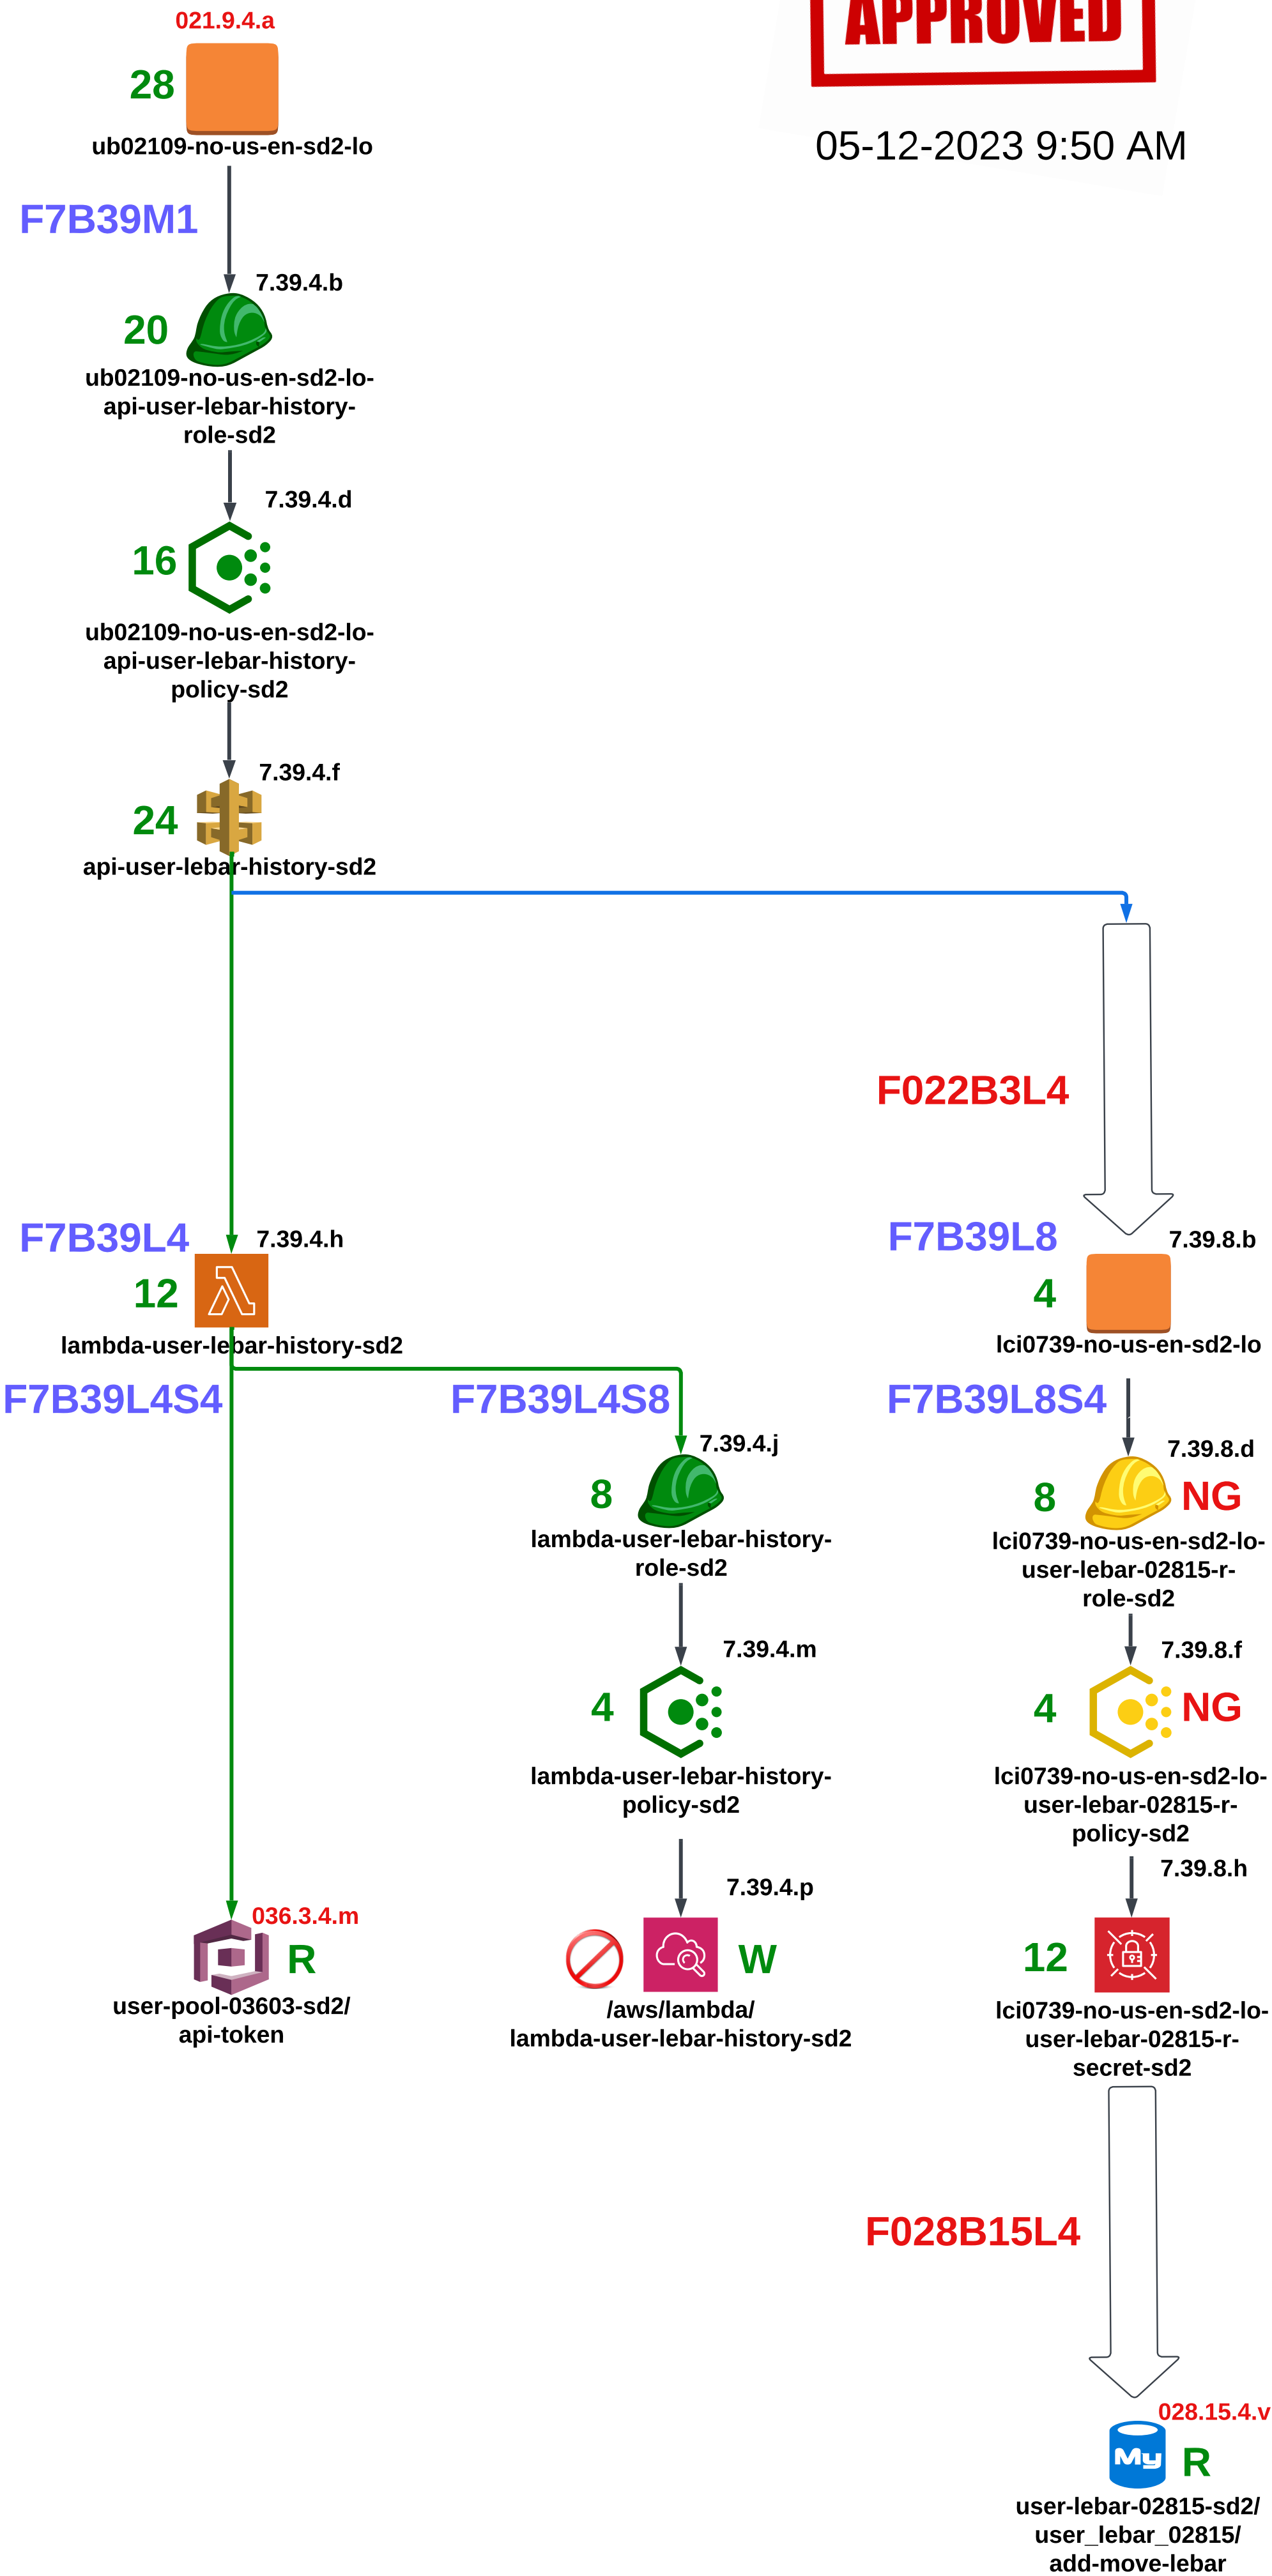 APPROVED
05-12-2023 9:50 AM
021.9.4.a
28
ub02109-no-us-en-sd2-lo
F7B39M1
7.39.4.b
20
ub02109-no-us-en-sd2-lo-
api-user-lebar-history-
role-sd2
7.39.4.d
16
ub02109-no-us-en-sd2-lo-
api-user-lebar-history-
policy-sd2
7.39.4.f
24
api-user-lebar-history-sd2
F7B39L4
7.39.4.h
12
lambda-user-lebar-history-sd2
F7B39L4S4
036.3.4.m
R
user-pool-03603-sd2/
api-token
F7B39L4S8
7.39.4.j
8
lambda-user-lebar-history-
role-sd2
7.39.4.m
4
lambda-user-lebar-history-
policy-sd2
7.39.4.p
W
/aws/lambda/
lambda-user-lebar-history-sd2
F022B3L4
F7B39L8
7.39.8.b
4
lci0739-no-us-en-sd2-lo
F7B39L8S4
7.39.8.d
8
NG
lci0739-no-us-en-sd2-lo-
user-lebar-02815-r-
role-sd2
7.39.8.f
4
NG
lci0739-no-us-en-sd2-lo-
user-lebar-02815-r-
policy-sd2
7.39.8.h
12
lci0739-no-us-en-sd2-lo-
user-lebar-02815-r-
secret-sd2
F028B15L4
028.15.4.v
My
R
user-lebar-02815-sd2/
user_lebar_02815/
add-move-lebar